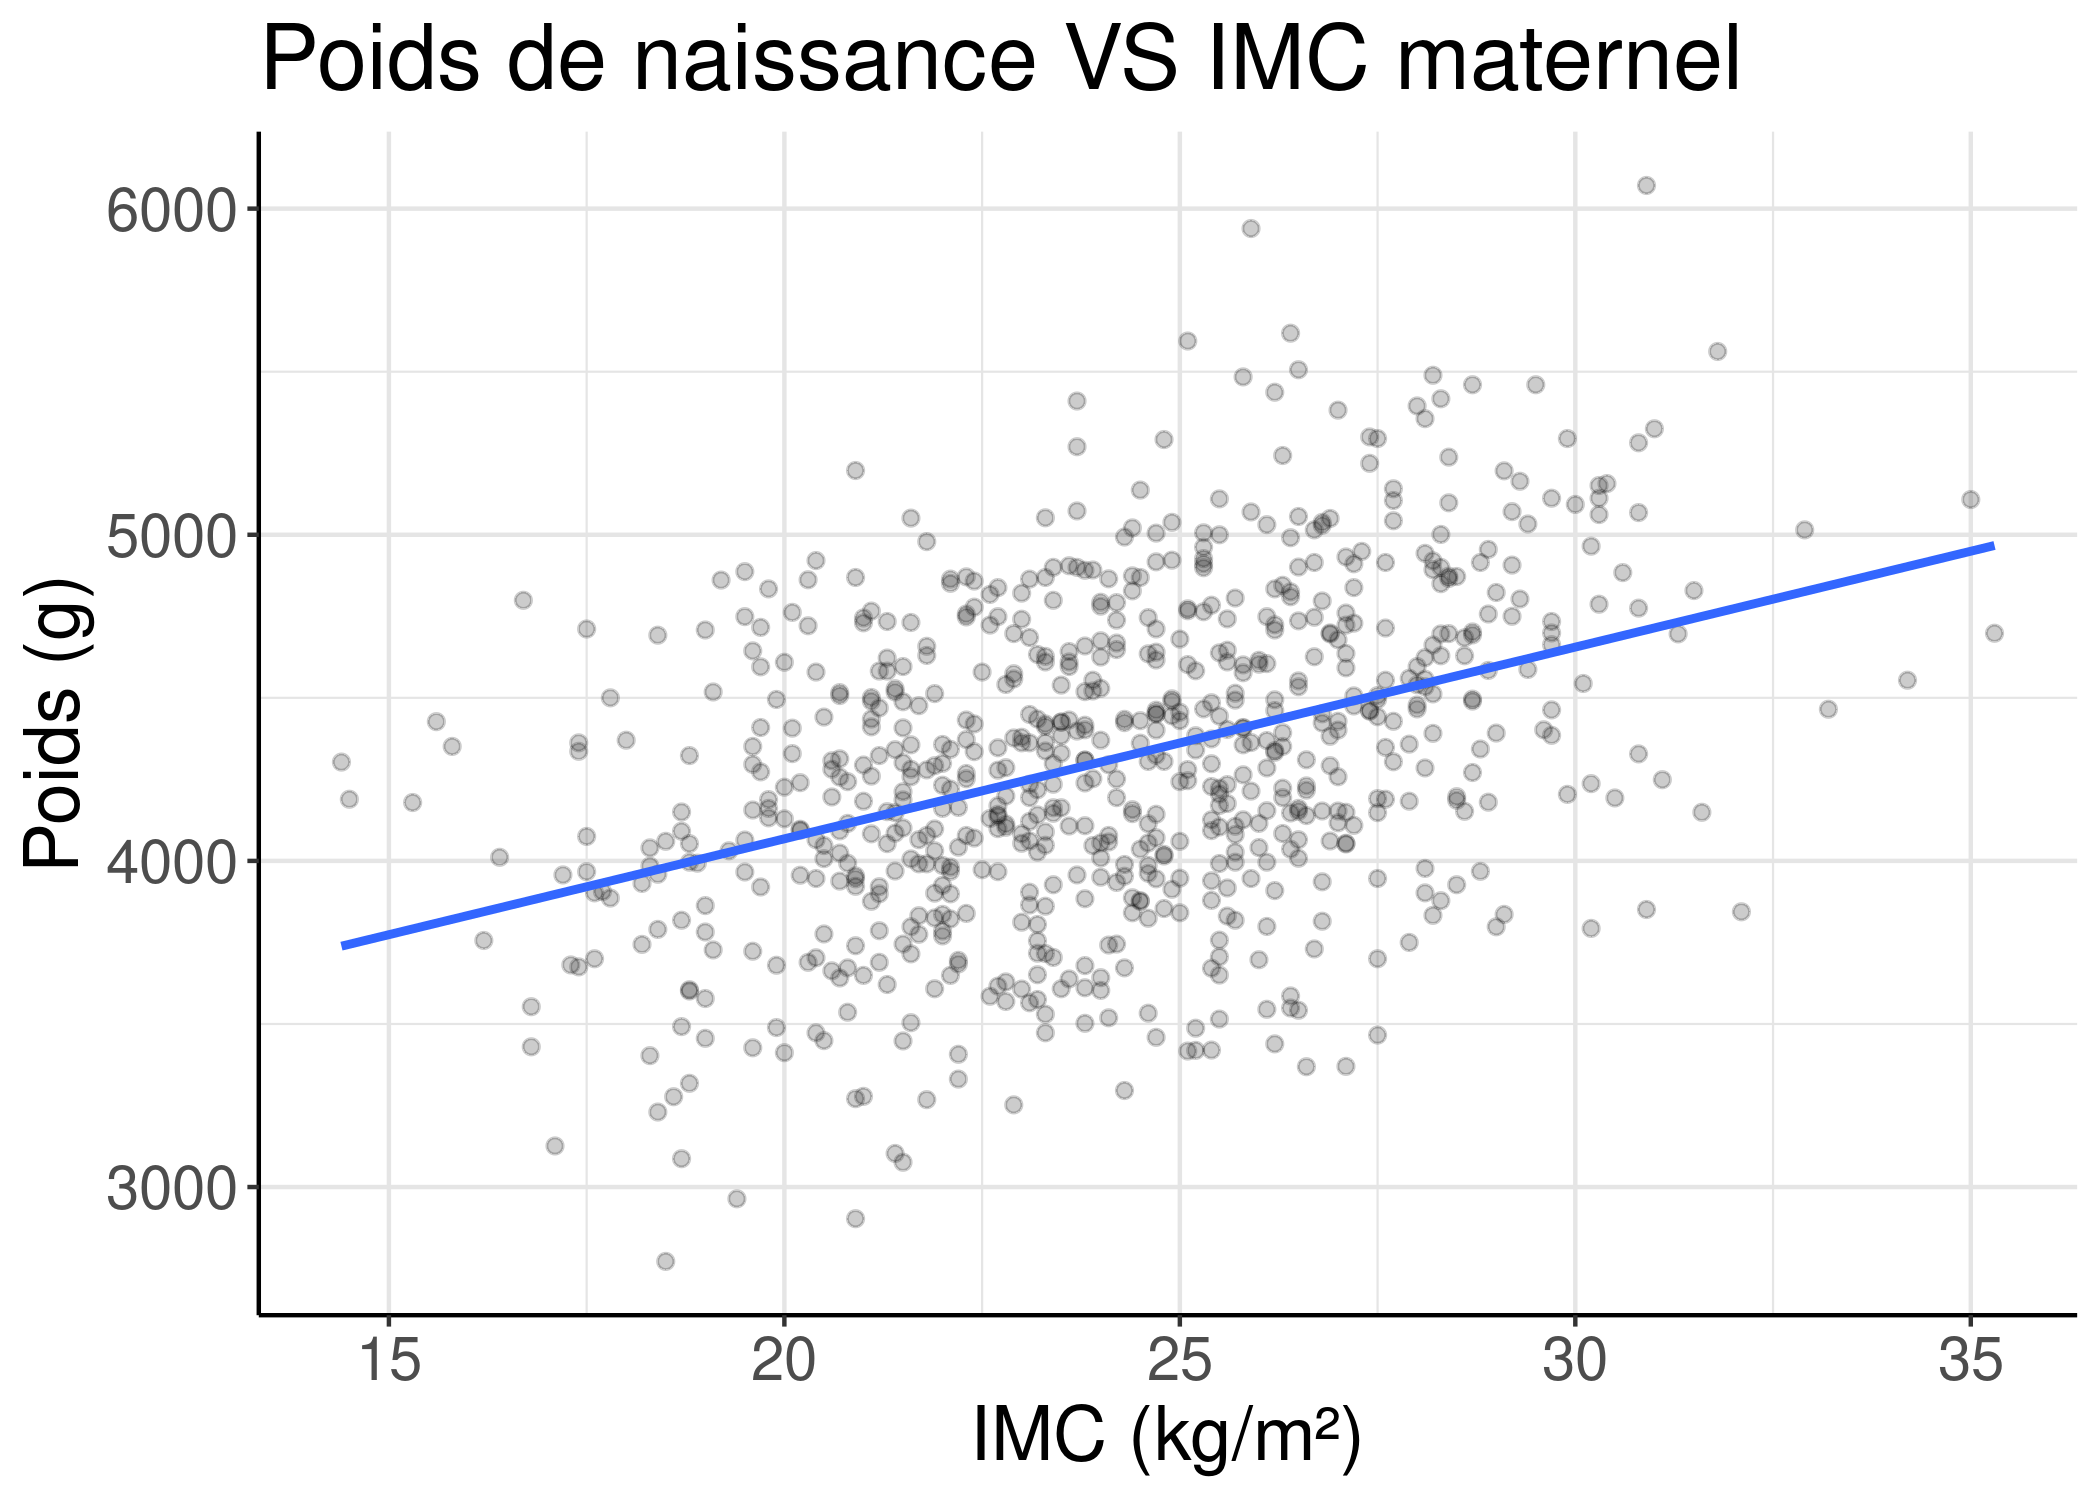 Poids de naissance VS IMC maternel
6000
5000
4000
3000
Poids (g)
15 20 25 30 35
IMC (kg/m²)